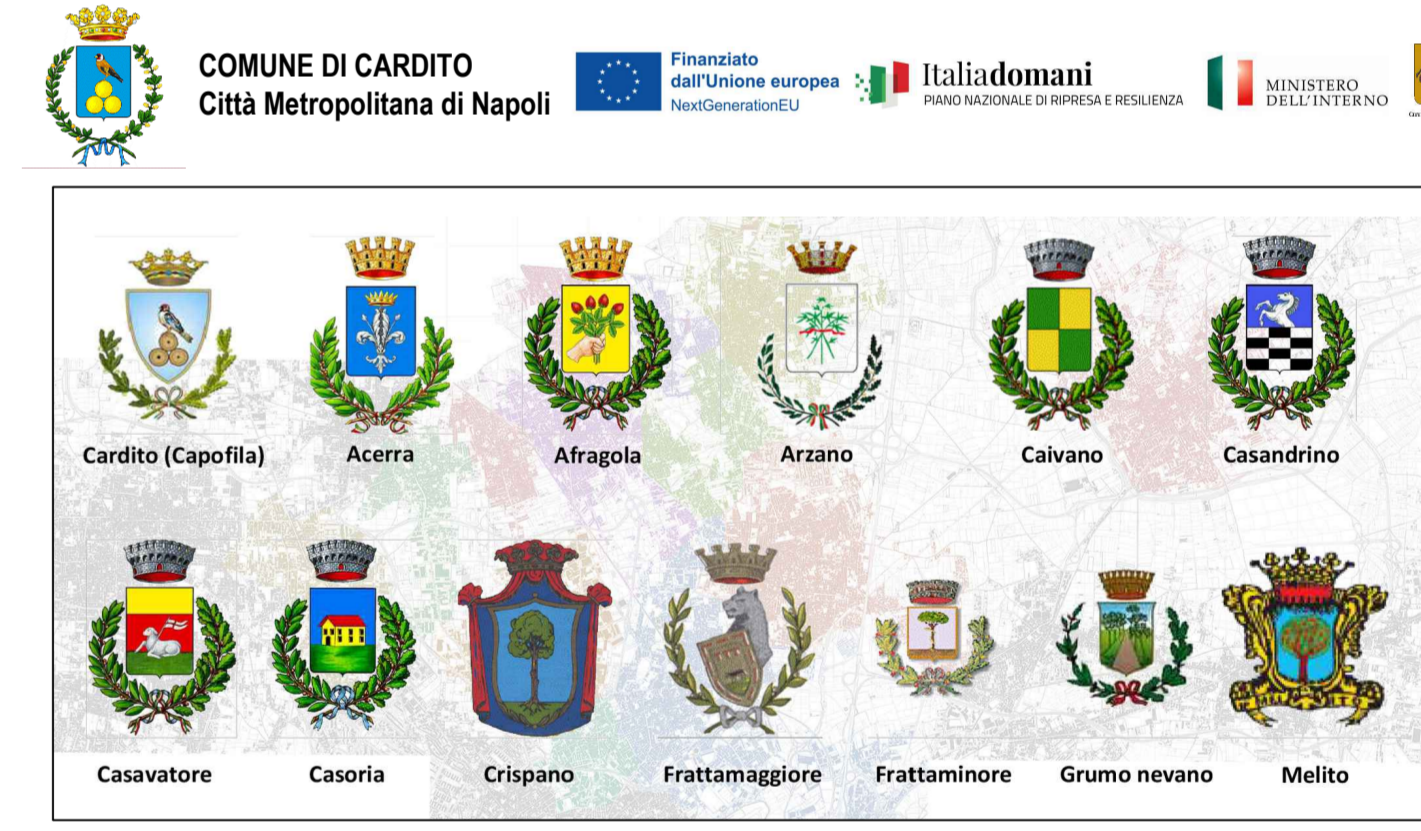 COMUNE DI CARDITO
Città Metropolitana di Napoli
Finanziato
dall'Unione europea
NextGenerationEU
Italiadomani
PIANO NAZIONALE DI RIPRESA E RESILIENZA
MINISTERO
DELL'INTERNO
Cardito (Capofila)
Acerra
Afragola
Arzano
Caivano
Casandrino
Casavatore
Casoria
Crispano
Frattamaggiore
Frattaminore
Grumo nevano
Melito